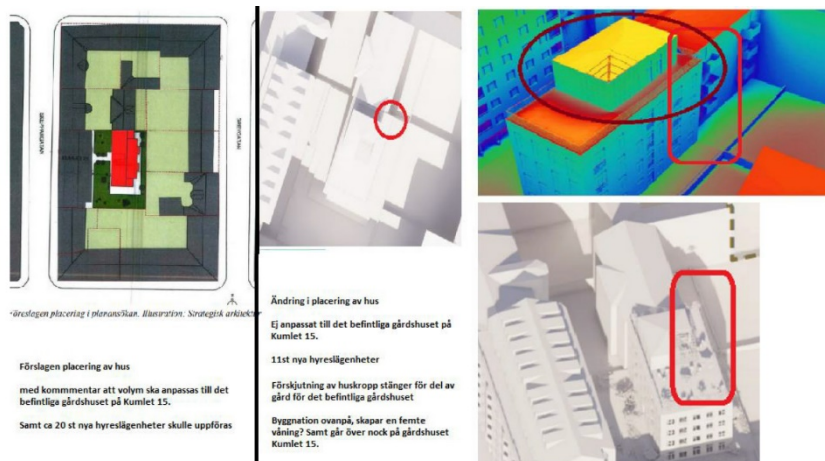 Föreslagen placering i planansökan. Illustration: Strategisk arkitektur
Förslagen placering av hus
med kommmentar att volym ska anpassas till det
befintliga gårdshuset på Kumlet 15.
Samt ca 20 st nya hyreslägenheter skulle uppföras
Ändring i placering av hus
Ej anpassat till det befintliga gårdshuset på
Kumlet 15.
11st nya hyreslägenheter
Förskjutning av huskropp stänger för del av
gård för det befintliga gårdshuset
Byggnation ovanpå, skapar en femte
våning? Samt går över nock på gårdshuset
Kumlet 15.